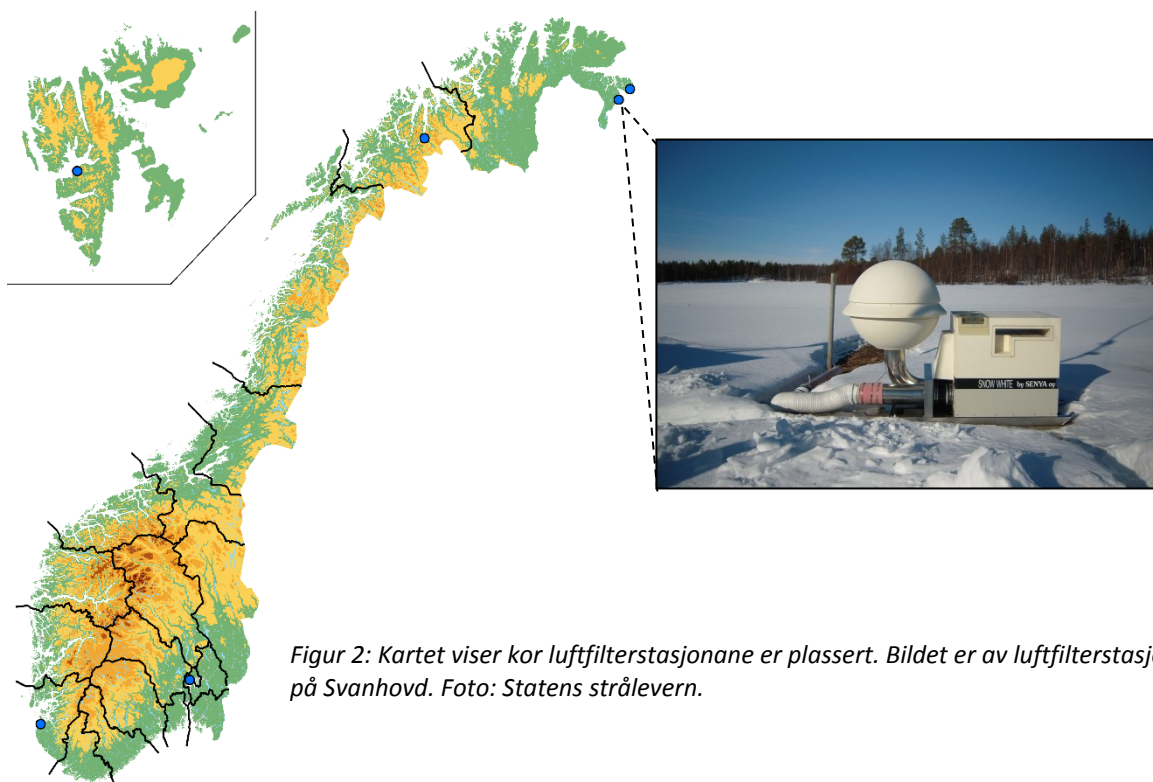 SNOW WHITE by SENYA oy
Figur 2: Kartet viser kor luftfilterstasjonane er plassert. Bildet er av luftfilterstasj
på Svanhovd. Foto: Statens strålevern.